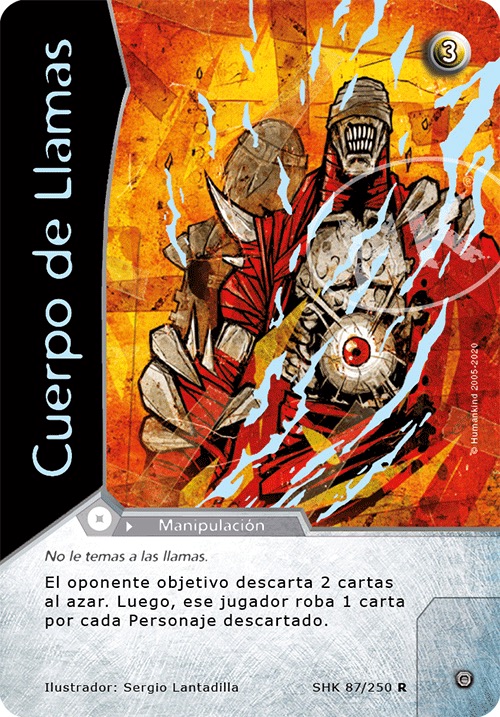 3
Cuerpo de Llamas
© Humankind 2005-2020
Manipulación
No le temas a las llamas.
El oponente objetivo descarta 2 cartas
al azar. Luego, ese jugador roba 1 carta
por cada Personaje descartado.
Ilustrador: Sergio Lantadilla
SHK 87/250 R